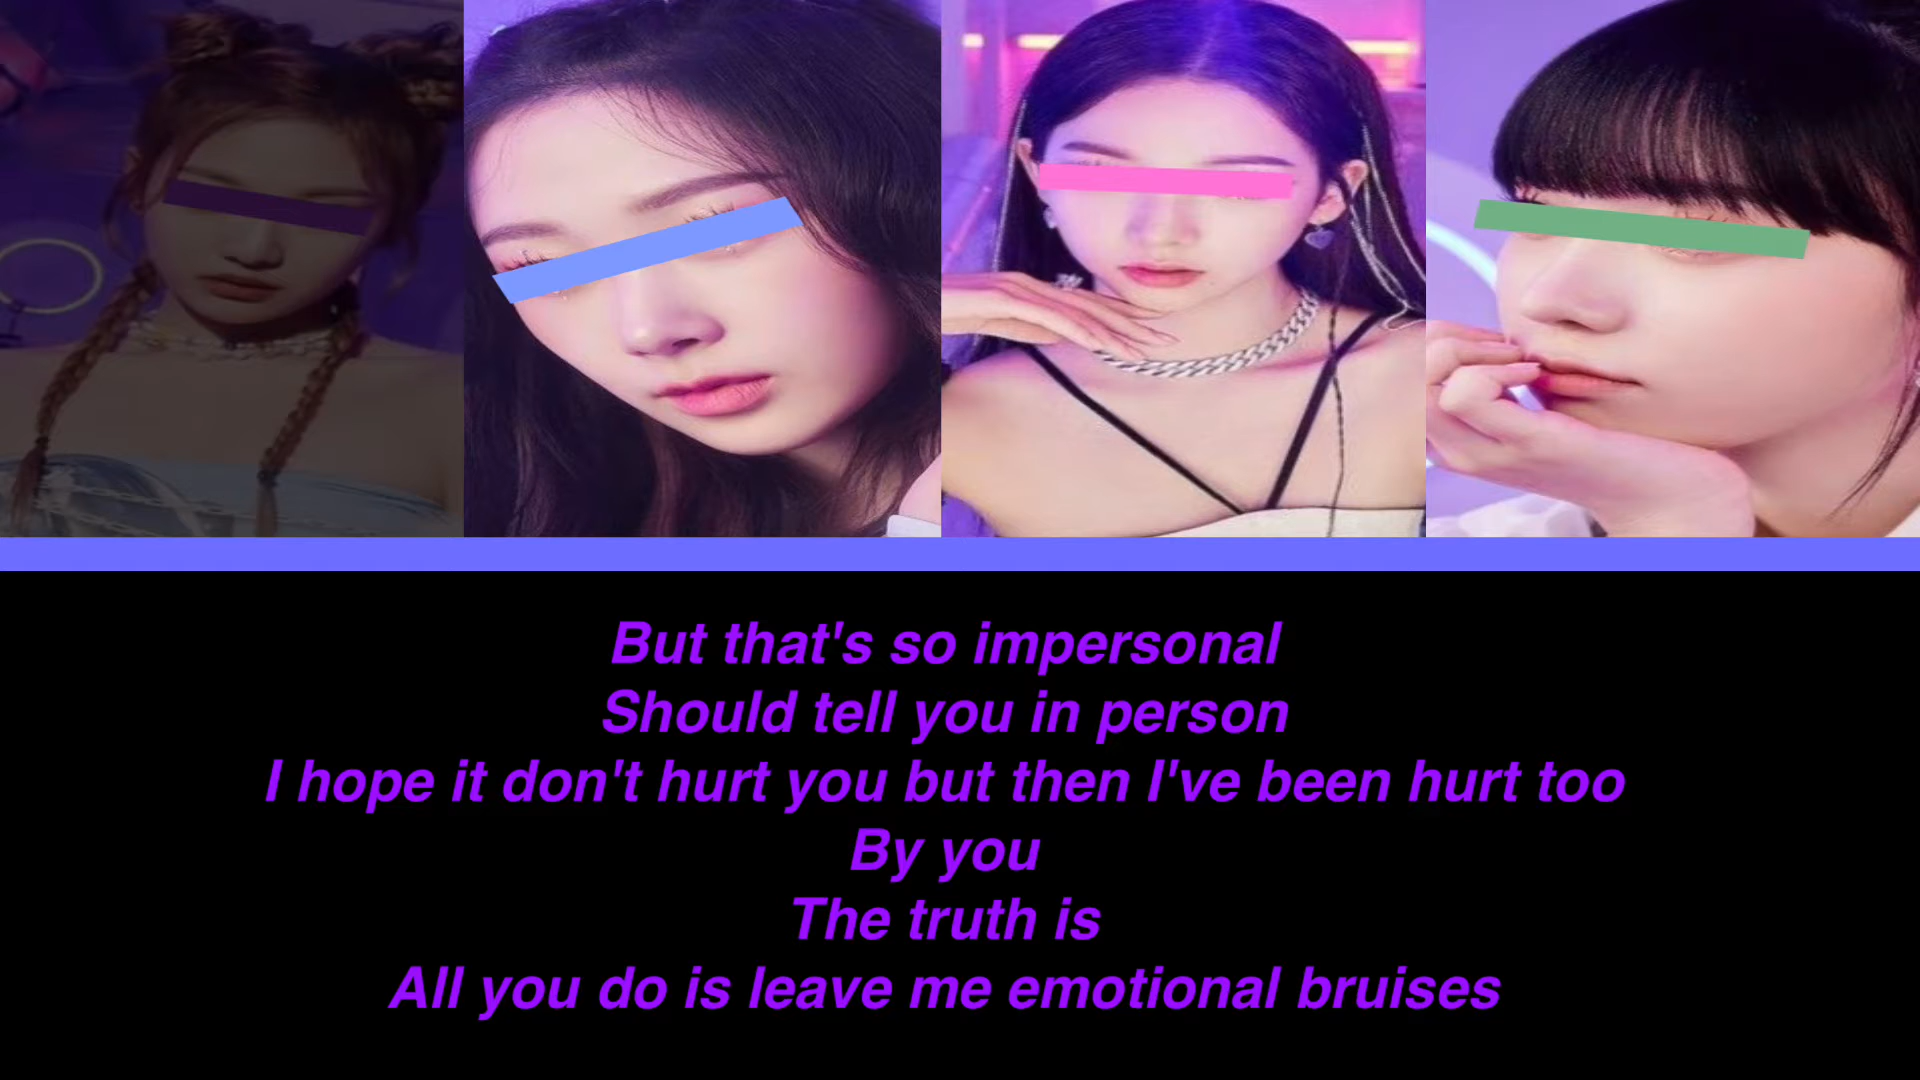 But that's so impersonal
Should tell you in person
I hope it don't hurt you but then I've been hurt too
By you
The truth is
All you do is leave me emotional bruises